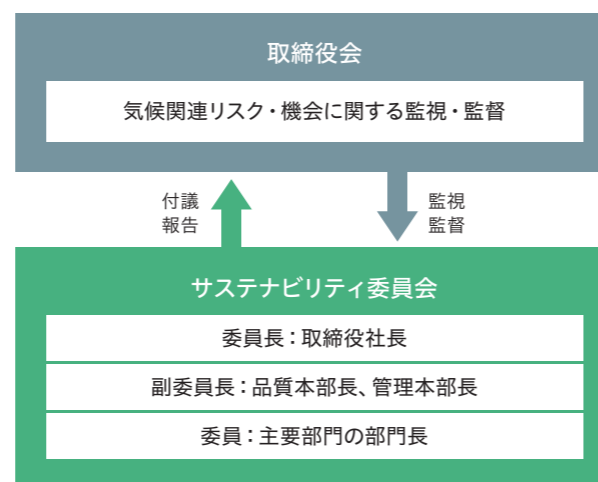 取締役会
気候関連リスク・機会に関する監視・監督
付議
報告
監視
監督
サステナビリティ委員会
委員長：取締役社長
副委員長：品質本部長、管理本部長
委員：主要部門の部門長